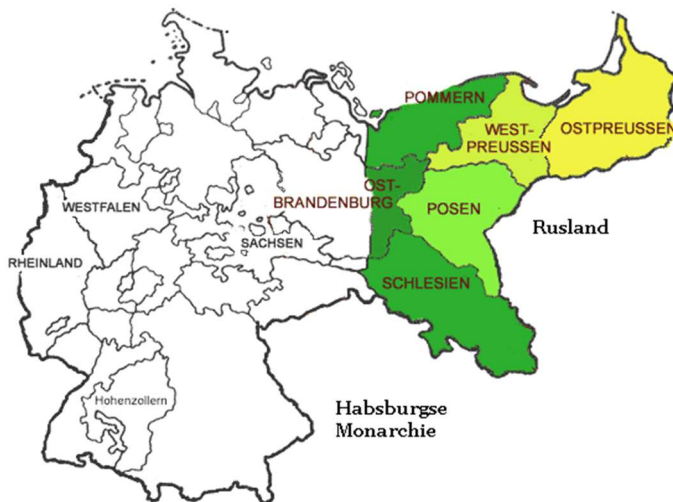 POMMERN
WEST-
PREUSSEN
OSTPREUSSEN
OST-
BRANDENBURG
WESTFALEN
POSEN
Rusland
SACHSEN
RHEINLAND
SCHLESIEN
Hohenzollern
Habsburgse
Monarchie